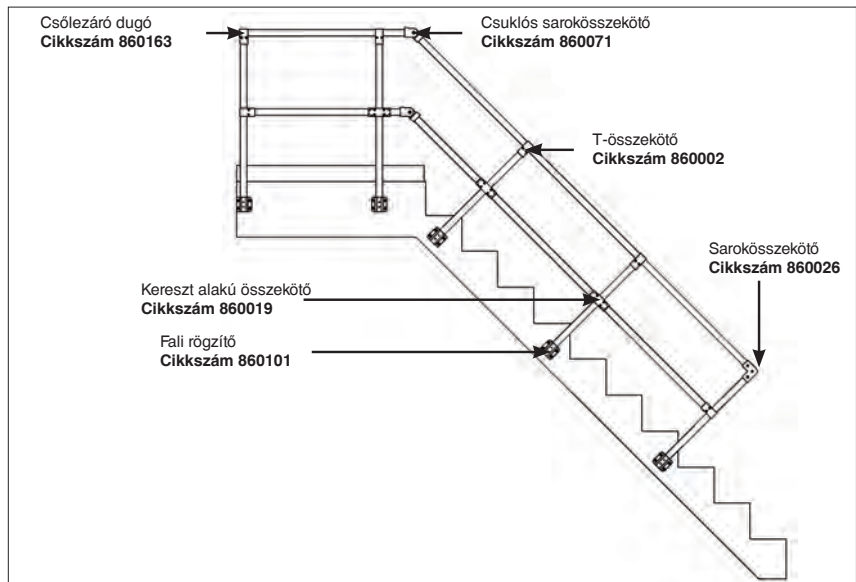 Csőlezáró dugó
Cikkszám 860163
Csuklós sarokösszekötő
Cikkszám 860071
T-összekötő
Cikkszám 860002
Sarokösszekötő
Cikkszám 860026
Kereszt alakú összekötő
Cikkszám 860019
Fali rögzítő
Cikkszám 860101